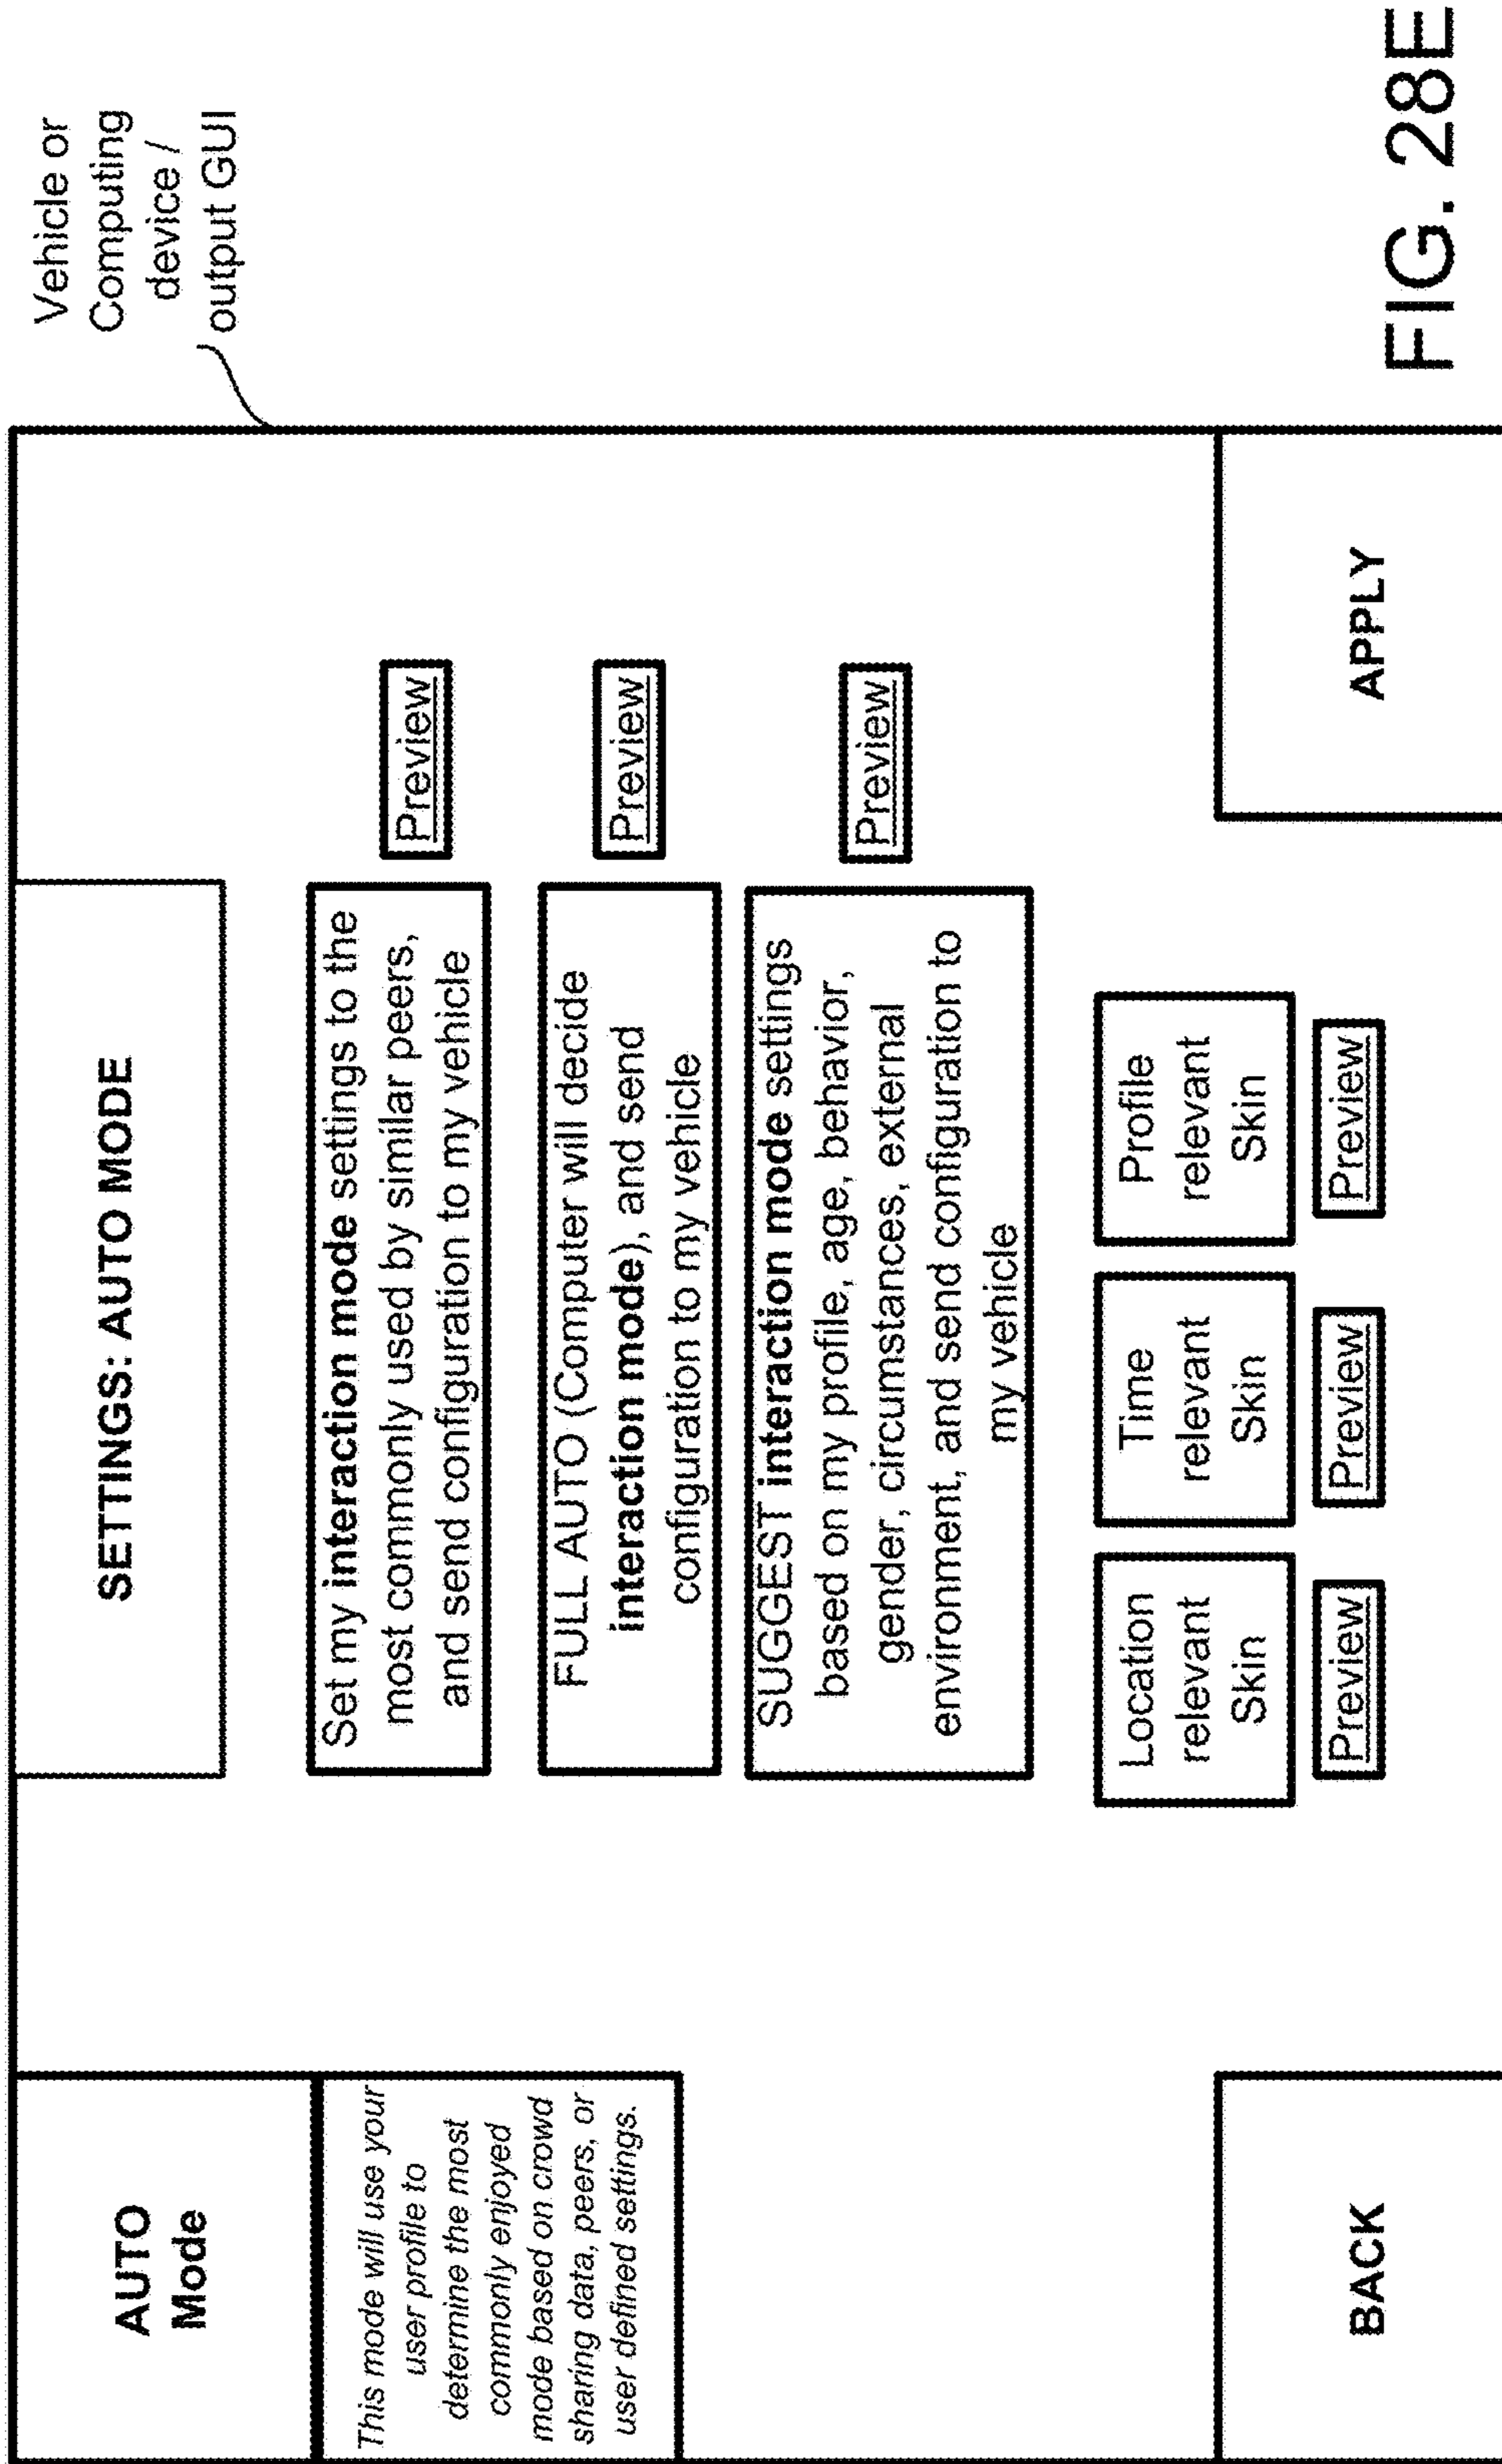 AUTO
Mode
This mode will use your
user profile to
determine the most
commonly enjoyed
mode based on crowd
sharing data, peers, or
user defined settings.
SETTINGS: AUTO MODE
Set my interaction mode settings to the
most commonly used by similar peers,
and send configuration to my vehicle
Preview
FULL AUTO (Computer will decide
interaction mode), and send
configuration to my vehicle
Preview
SUGGEST interaction mode settings
based on my profile, age, behavior,
gender, circumstances, external
environment, and send configuration to
my vehicle
Preview
Location
relevant
Skin
Preview
Time
relevant
Skin
Preview
Profile
relevant
Skin
Preview
BACK
APPLY
Vehicle or
Computing
device /
output GUI
FIG. 28E